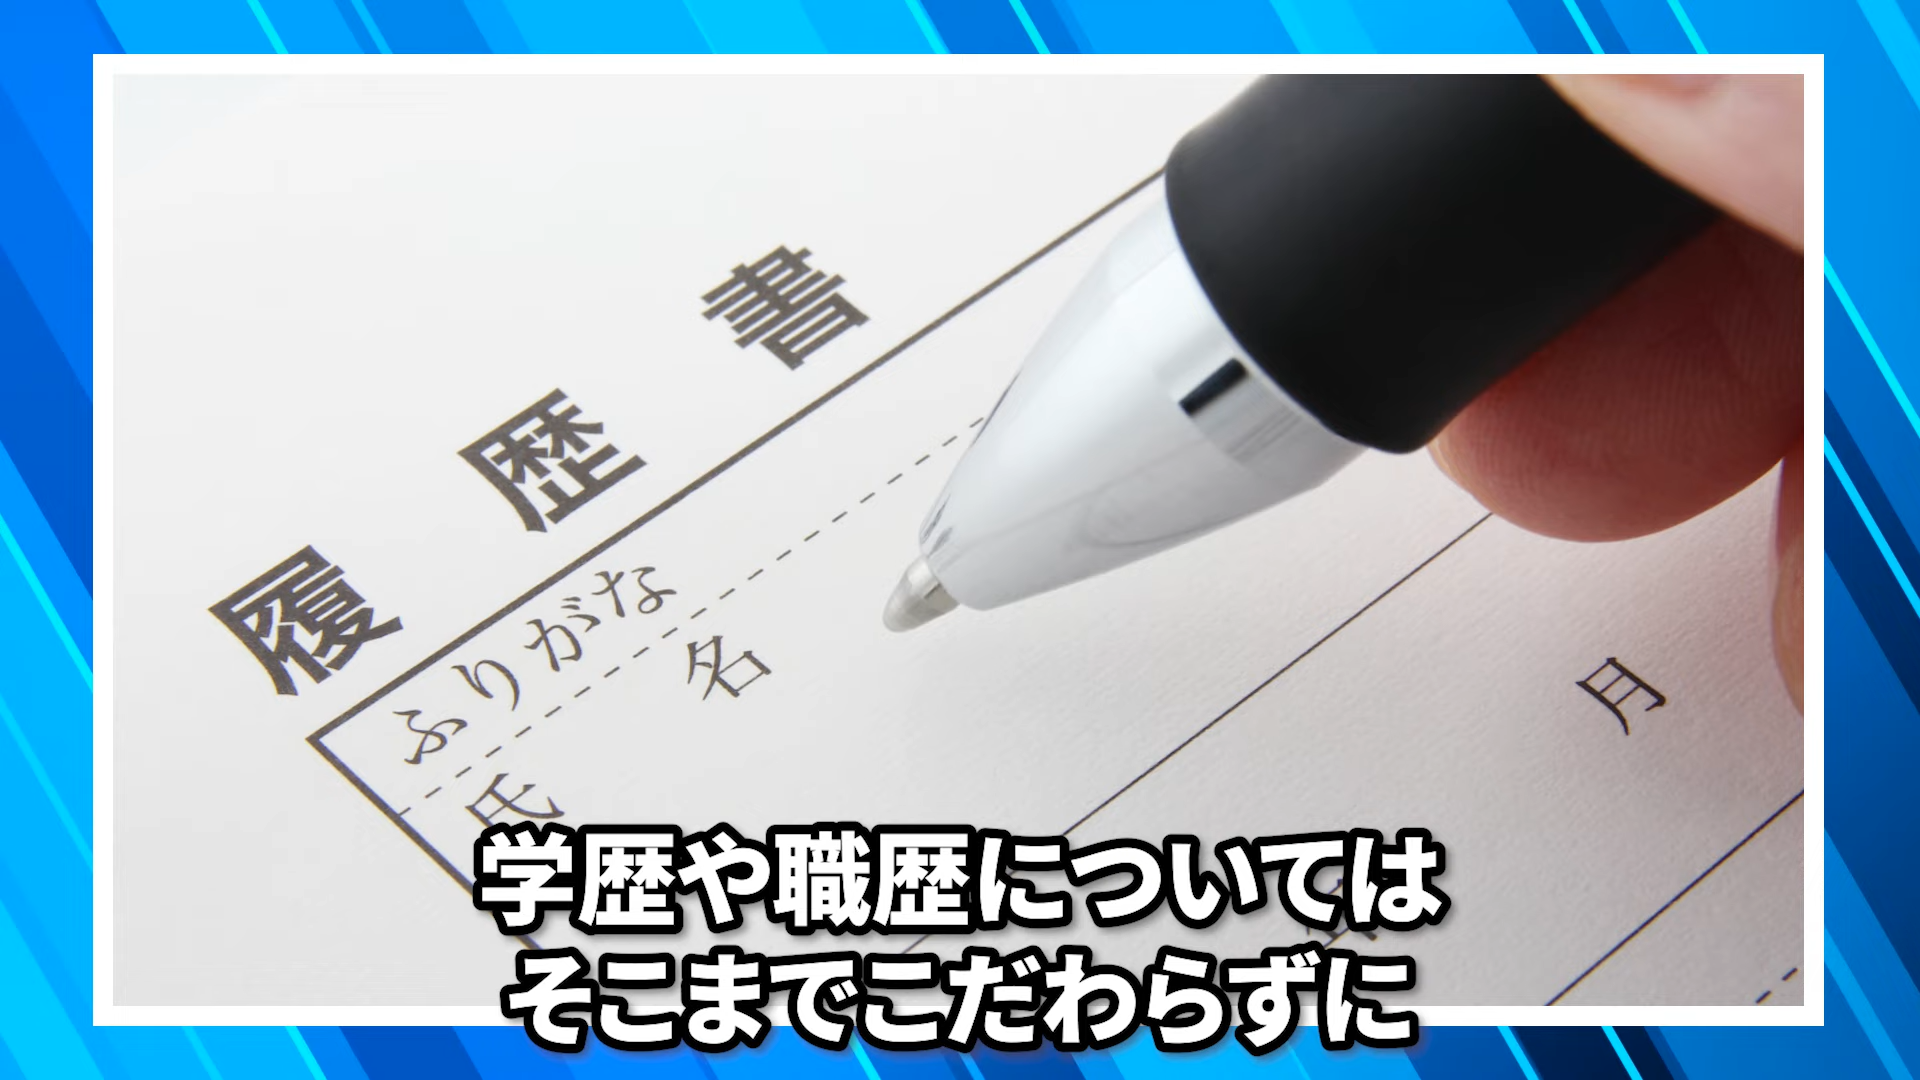 履歴書
ふりがな
氏名
月
学歴や職歴については
そこまでこだわらずに